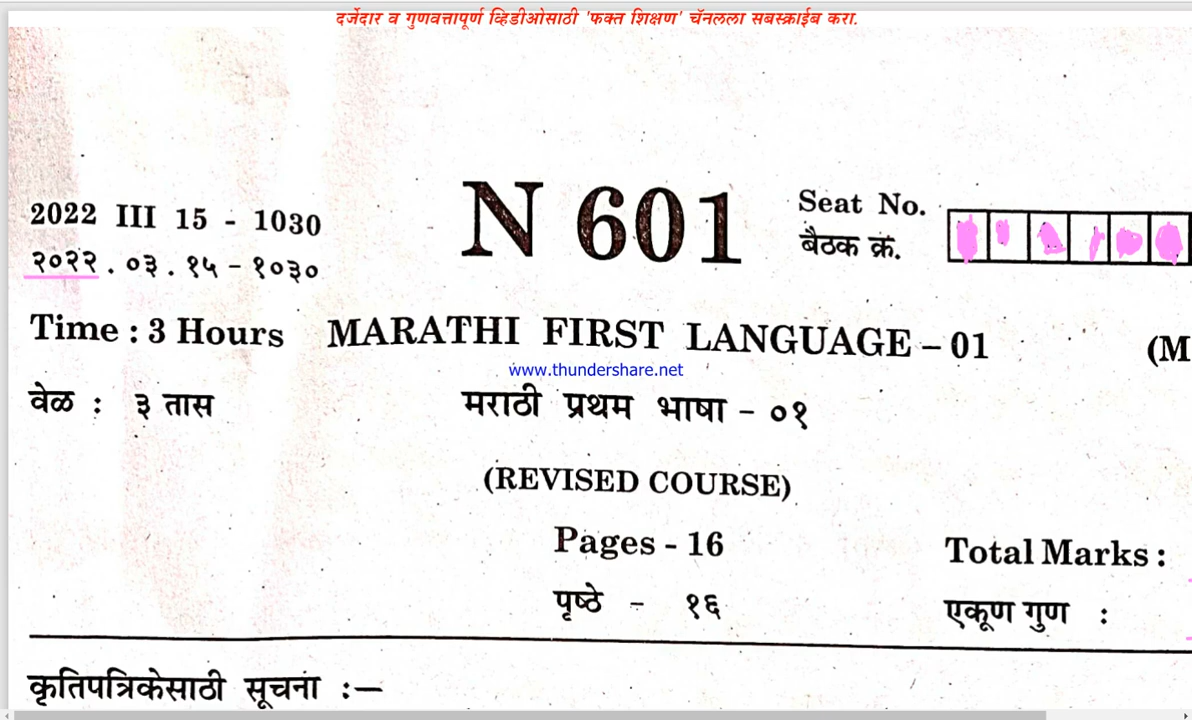 दर्जेदार व गुणवत्तापूर्ण व्हिडीओसाठी 'फक्त शिक्षण' चॅनलला सबस्क्राईब करा.
2022 III 15 - 1030
N 601
Seat No.
२०२२ . ०३ . १५ - १०३०
बैठक क्रं.
Time : 3 Hours
MARATHI FIRST LANGUAGE – 01
(M
www.thundershare.net
वेळ : ३ तास
मराठी प्रथम भाषा - ०१
(REVISED COURSE)
Pages - 16
Total Marks :
पृष्ठे - १६
एकूण गुण :
कृतिपत्रिकेसाठी सूचना :—